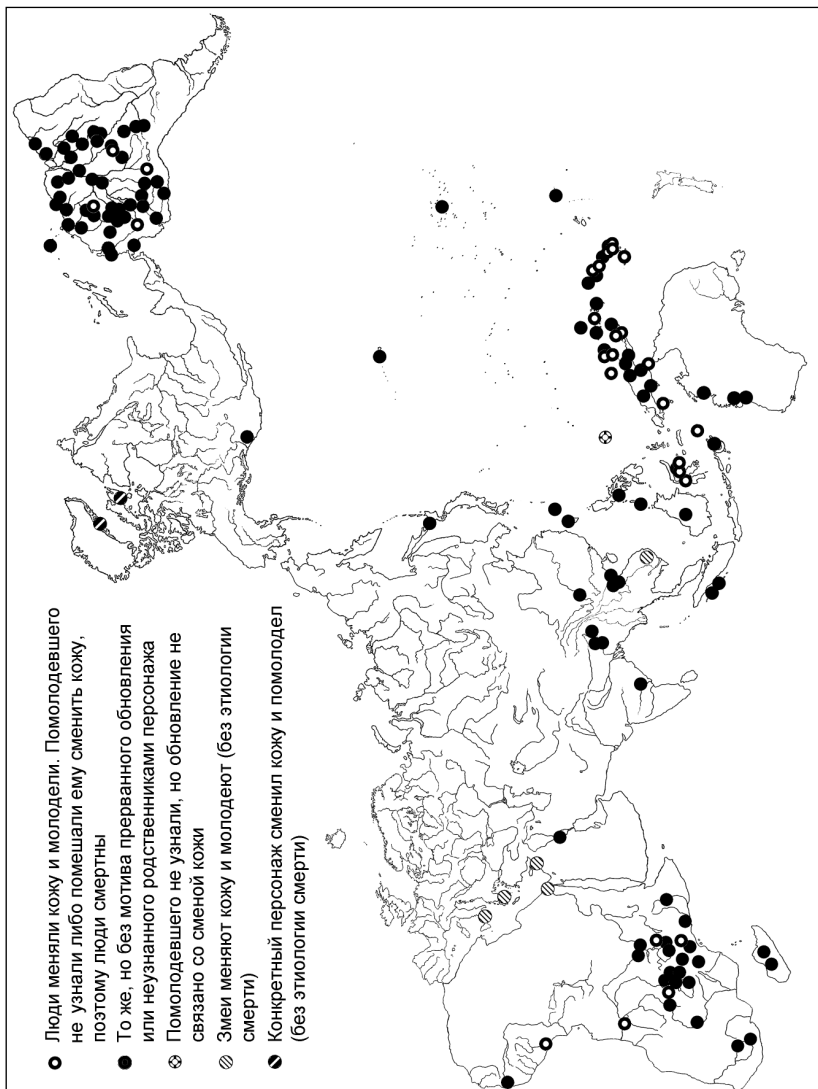 Люди меняли кожу и молодели. Помолодевшего
не узнали либо помешали ему сменить кожу,
поэтому люди смертны
То же, но без мотива прерванного обновления
или неузнанного родственниками персонажа
Помолодевшего не узнали, но обновление не
связано со сменой кожи
Змеи меняют кожу и молодеют (без этиологии
смерти)
Конкретный персонаж сменил кожу и помолодел
(без этиологии смерти)